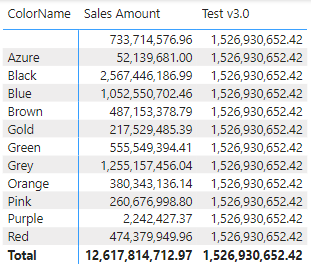 ColorName Sales Amount Test v3.0
733,714,576.96 1,526,930,652.42
Azure 52,139,681.00 1,526,930,652.42
Black 2,567,446,186.99 1,526,930,652.42
Blue 1,052,550,702.46 1,526,930,652.42
Brown 487,153,378.79 1,526,930,652.42
Gold 217,529,485.39 1,526,930,652.42
Green 555,549,394.41 1,526,930,652.42
Grey 1,255,157,456.04 1,526,930,652.42
Orange 380,343,136.14 1,526,930,652.42
Pink 260,676,998.80 1,526,930,652.42
Purple 2,242,427.37 1,526,930,652.42
Red 474,379,949.96 1,526,930,652.42
Total 12,617,814,712.97 1,526,930,652.42